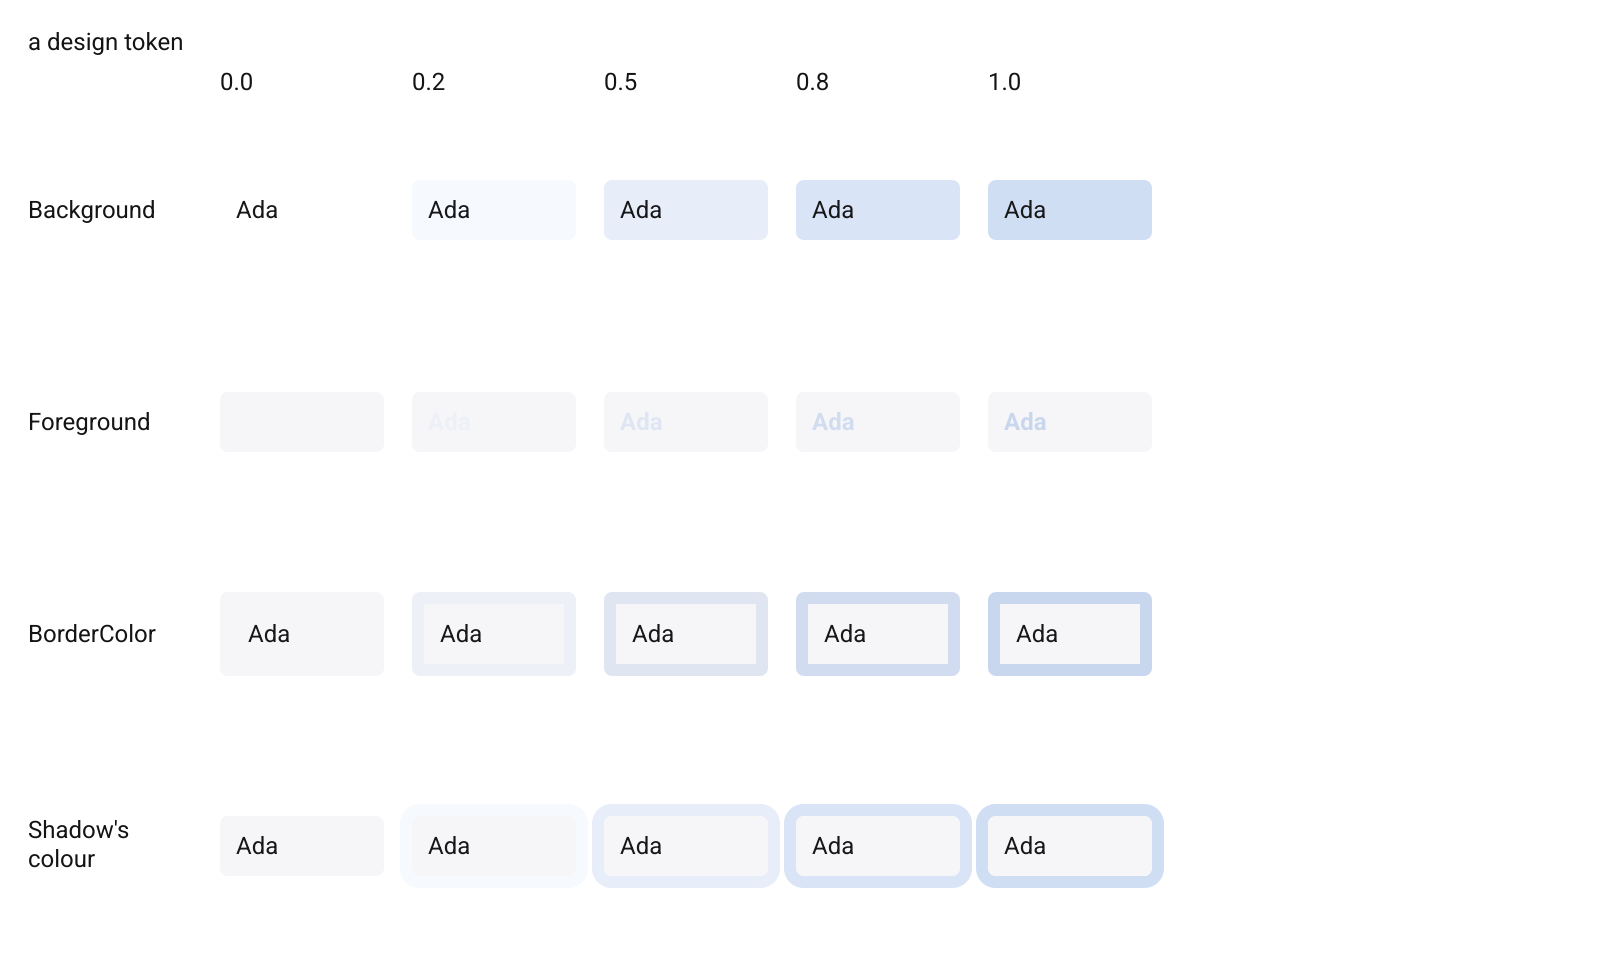 a design token
0.0 0.2 0.5 0.8 1.0
Background Ada Ada Ada Ada Ada
Foreground Ada Ada Ada Ada
BorderColor Ada Ada Ada Ada Ada
Shadow's
colour Ada Ada Ada Ada Ada